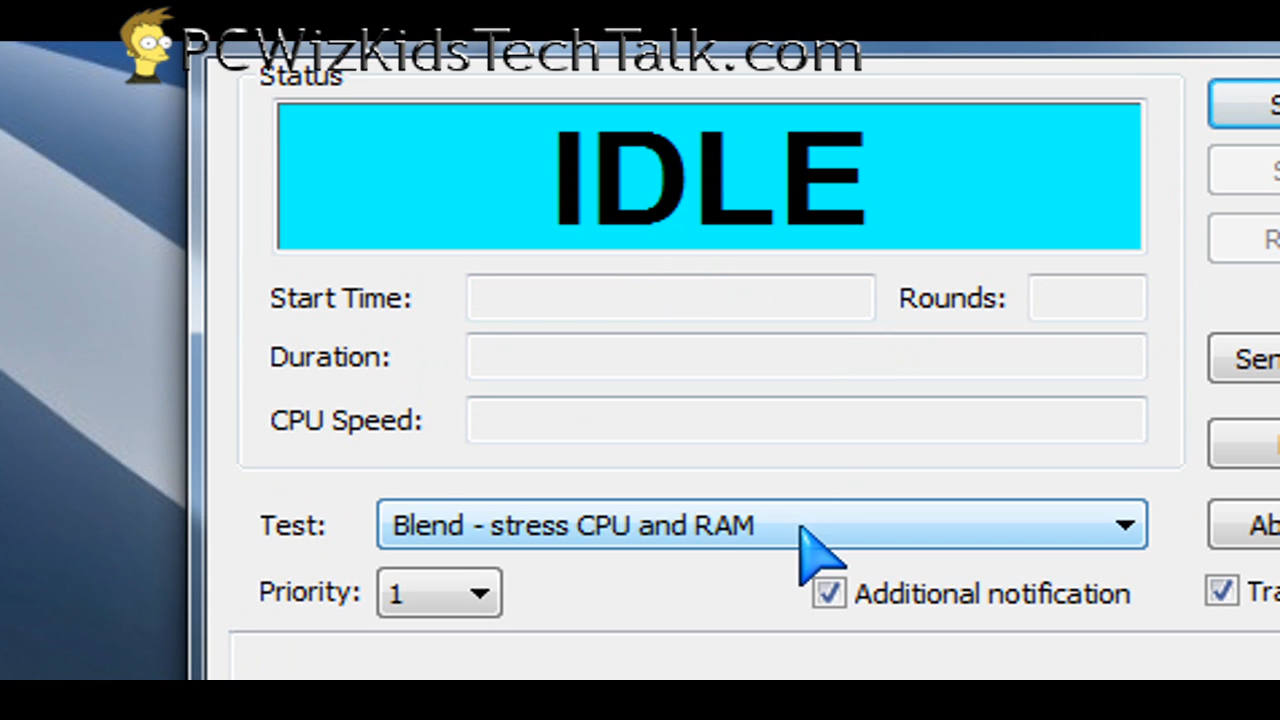 PCWizKidsTechTalk.com
Status
IDLE
Start Time:
Rounds:
Duration:
CPU Speed:
Sen
Test: Blend - stress CPU and RAM
Ab
Priority: 1
Additional notification
Tra